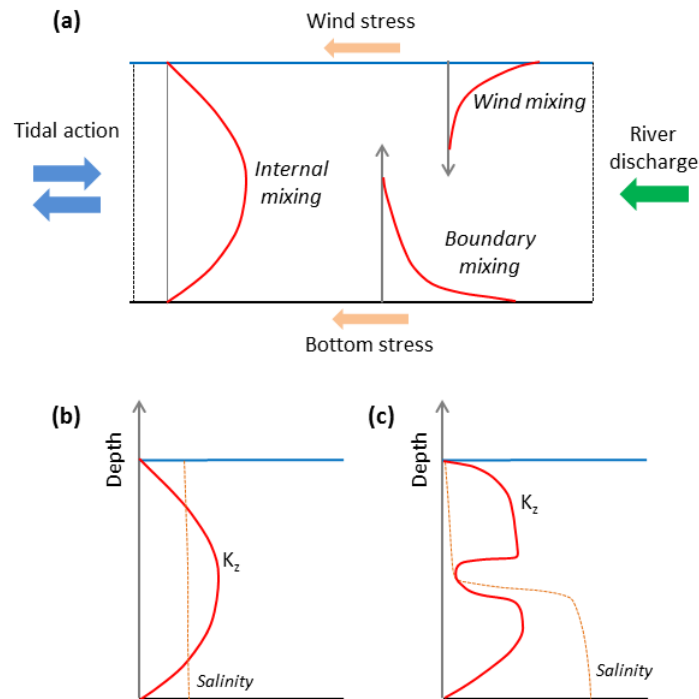 (a)
Wind stress
Wind mixing
Tidal action
Internal
mixing
River
discharge
Boundary
mixing
Bottom stress
(b)
Depth
K_z
Salinity
(c)
Depth
K_z
Salinity